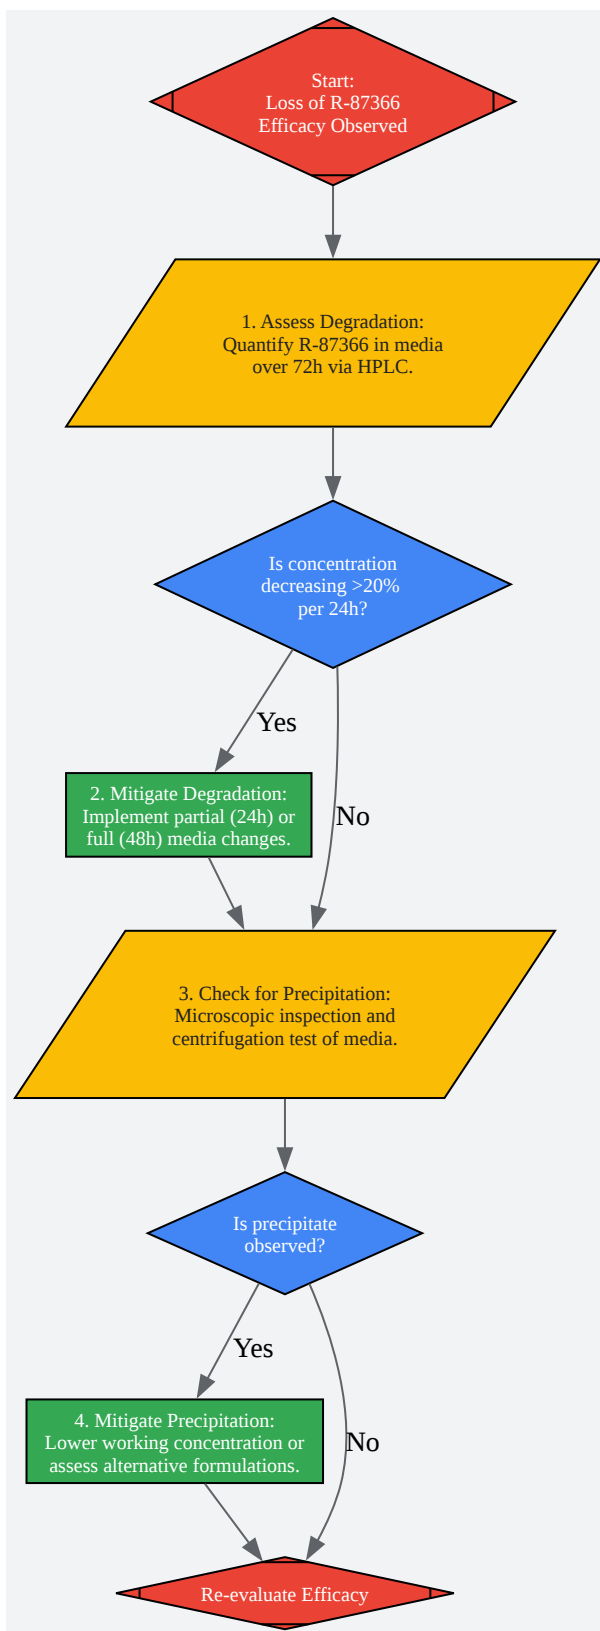 Start:
Loss of R-87366
Efficacy Observed
1. Assess Degradation:
Quantify R-87366 in media
over 72h via HPLC.
Is concentration
decreasing >20%
per 24h?
Yes
2. Mitigate Degradation:
Implement partial (24h) or
full (48h) media changes.
No
3. Check for Precipitation:
Microscopic inspection and
centrifugation test of media.
Is precipitate
observed?
Yes
4. Mitigate Precipitation:
Lower working concentration or
assess alternative formulations.
No
Re-evaluate Efficacy